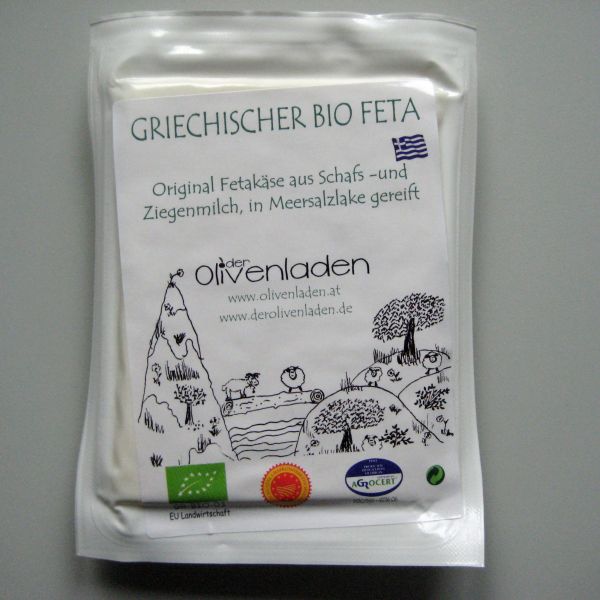 GRIECHISCHER BIO FETA
Original Fetakäse aus Schafs -und
Ziegenmilch, in Meersalzlake gereift
der
Olivenladen
www.olivenladen.at
www.derolivenladen.de
AGROCERT
EU Landwirtschaft